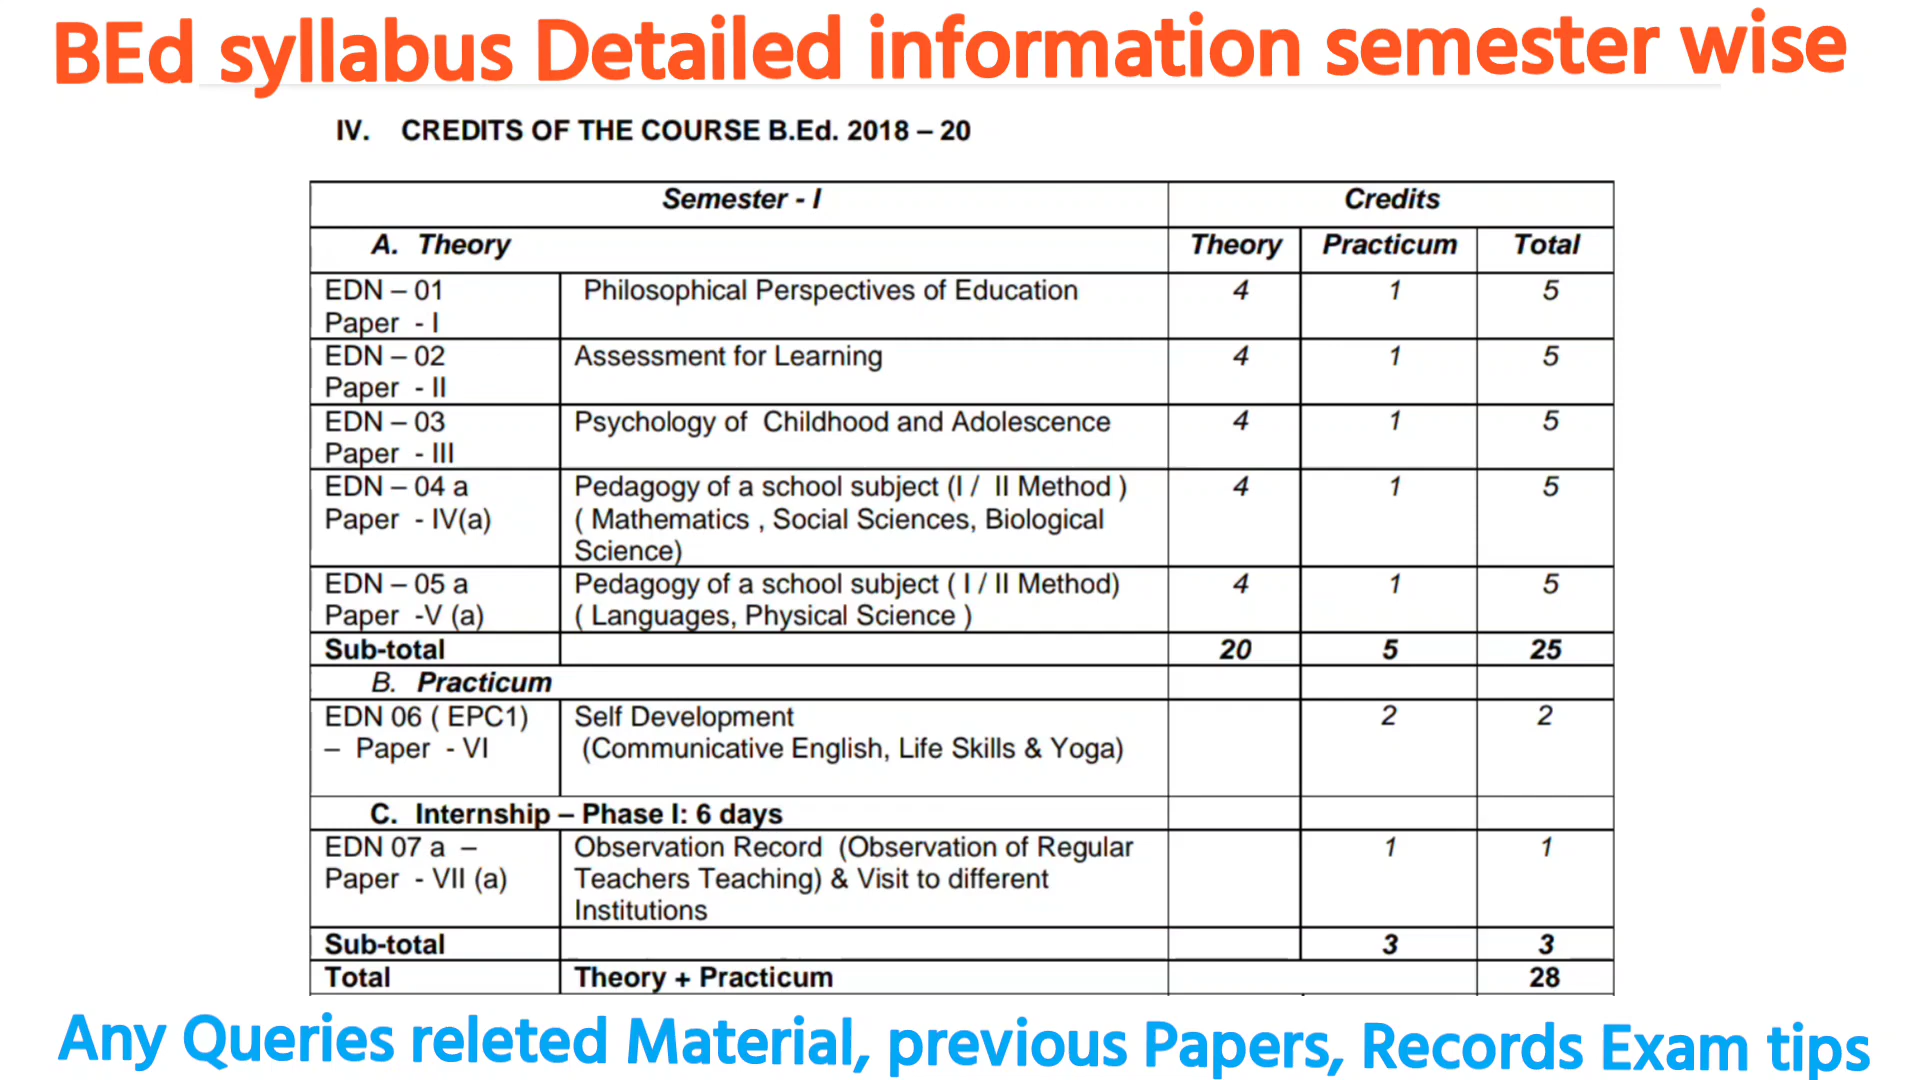 BEd syllabus Detailed information semester wise
IV. CREDITS OF THE COURSE B.Ed. 2018 – 20
Semester - I Credits
A. Theory Theory Practicum Total
EDN – 01 Philosophical Perspectives of Education 4 1 5
Paper - I
EDN – 02 Assessment for Learning 4 1 5
Paper - II
EDN – 03 Psychology of Childhood and Adolescence 4 1 5
Paper - III
EDN – 04 a Pedagogy of a school subject (I / II Method ) 4 1 5
Paper - IV(a) ( Mathematics , Social Sciences, Biological
Science)
EDN – 05 a Pedagogy of a school subject ( I / II Method) 4 1 5
Paper -V (a) ( Languages, Physical Science )
Sub-total 20 5 25
B. Practicum
EDN 06 ( EPC1) Self Development 2 2
– Paper - VI (Communicative English, Life Skills & Yoga)
C. Internship – Phase I: 6 days
EDN 07 a – Observation Record (Observation of Regular 1 1
Paper - VII (a) Teachers Teaching) & Visit to different
Institutions
Sub-total 3 3
Total Theory + Practicum 28
Any Queries releted Material, previous Papers, Records Exam tips